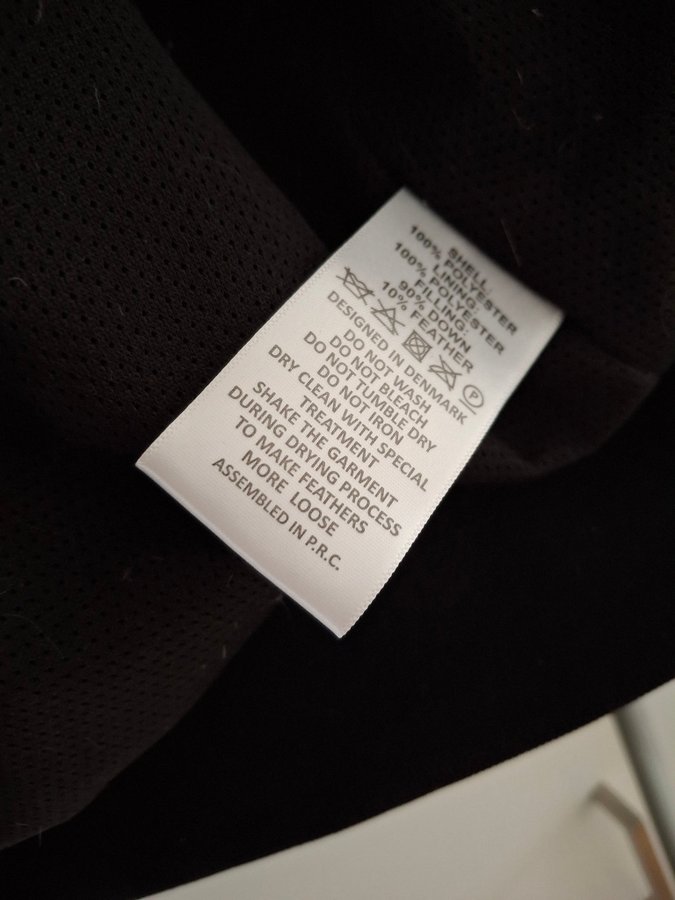 SHELL:
100% POLYESTER
LINING:
100% POLYESTER
FILLING:
90% DOWN
10% FEATHER
P
DESIGNED IN DENMARK
DO NOT WASH
DO NOT BLEACH
DO NOT TUMBLE DRY
DO NOT IRON
DRY CLEAN WITH SPECIAL
TREATMENT
SHAKE THE GARMENT
DURING DRYING PROCESS
TO MAKE FEATHERS
MORE LOOSE
ASSEMBLED IN P.R.C.